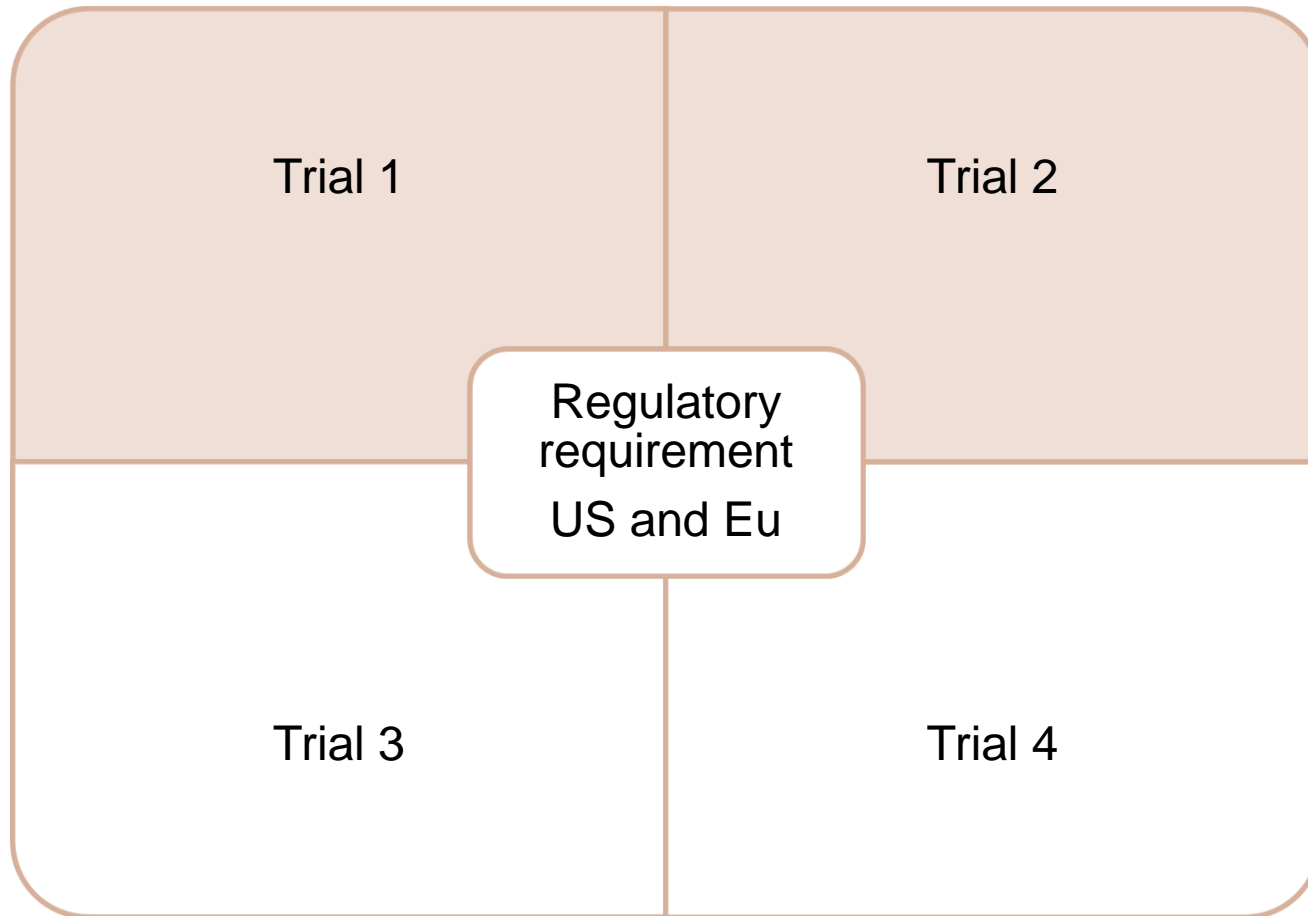 Trial 1
Trial 2
Regulatory
requirement
US and Eu
Trial 3
Trial 4